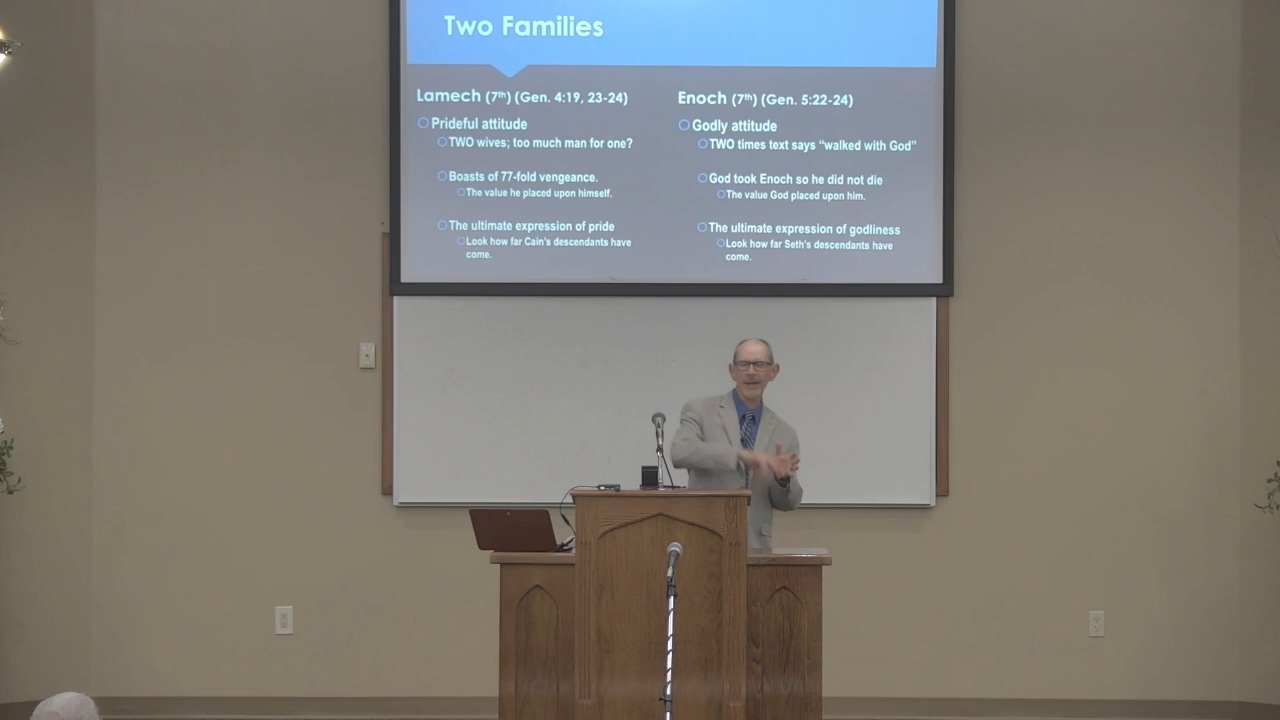 Two Families
Lamech (7th) (Gen. 4:19, 23-24)
Prideful attitude
TWO wives; too much man for one?
Boasts of 77-fold vengeance.
The value he placed upon himself.
The ultimate expression of pride
Look how far Cain's descendants have
come.
Enoch (7th) (Gen. 5:22-24)
Godly attitude
TWO times text says “walked with God”
God took Enoch so he did not die
The value God placed upon him.
The ultimate expression of godliness
Look how far Seth's descendants have
come.